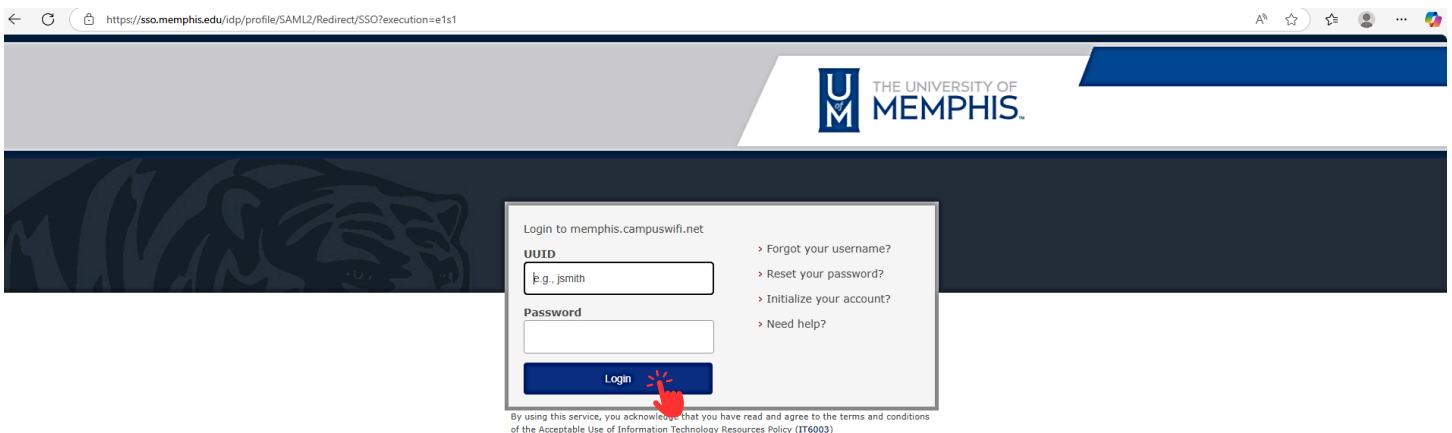 https://sso.memphis.edu/idp/profile/SAML2/Redirect/SSO?execution=e1s1
U
of
M
THE UNIVERSITY OF
MEMPHIS
Login to memphis.campuswifi.net
UUID
e.g., jsmith
Password
Login
> Forgot your username?
> Reset your password?
> Initialize your account?
> Need help?
By using this service, you acknowledge that you have read and agree to the terms and conditions
of the Acceptable Use of Information Technology Resources Policy (IT6003)